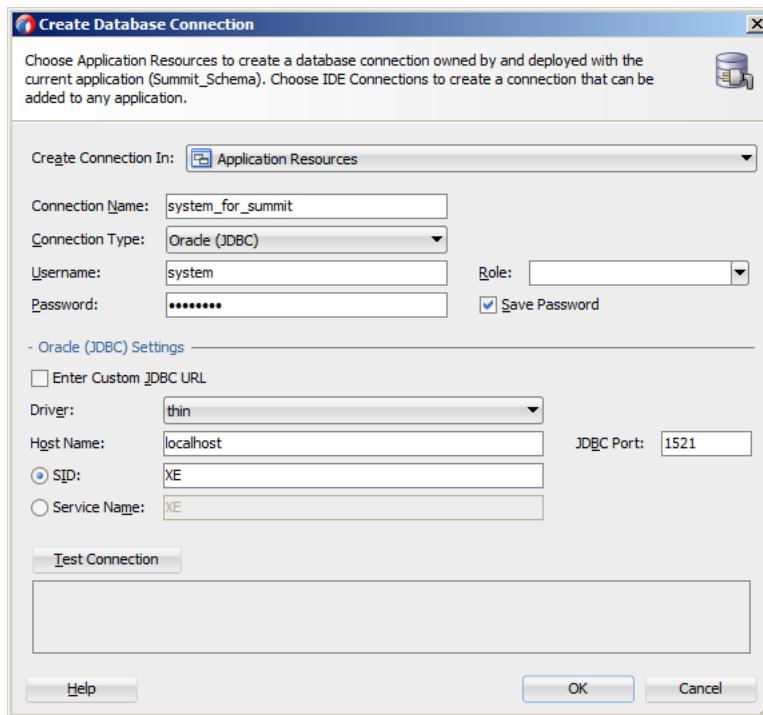 Create Database Connection
Choose Application Resources to create a database connection owned by and deployed with the
current application (Summit_Schema). Choose IDE Connections to create a connection that can be
added to any application.
Create Connection In: Application Resources
Connection Name: system_for_summit
Connection Type: Oracle (JDBC)
Username: system Role:
Password: •••••••• Save Password
- Oracle (JDBC) Settings
Enter Custom JDBC URL
Driver: thin
Host Name: localhost JDBC Port: 1521
SID: XE
Service Name: XE
Test Connection
Help OK Cancel